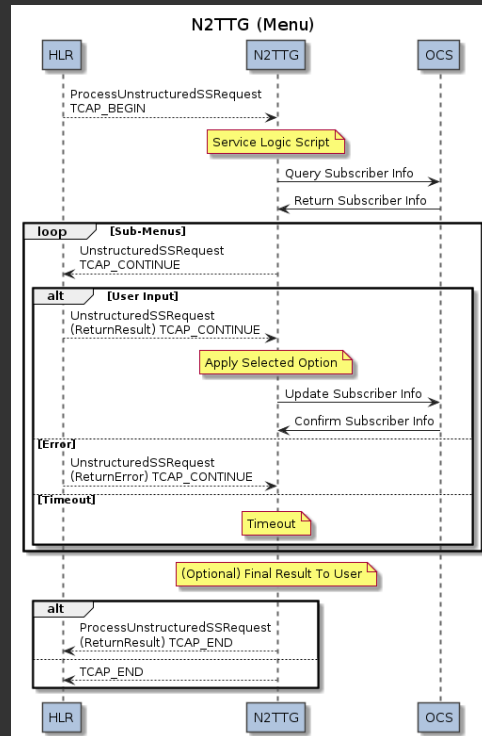 N2TTG (Menu)
HLR
N2TTG
OCS
ProcessUnstructuredSSRequest
TCAP_BEGIN
Service Logic Script
Query Subscriber Info
Return Subscriber Info
loop [Sub-Menus]
UnstructuredSSRequest
TCAP_CONTINUE
alt [User Input]
UnstructuredSSRequest
(ReturnResult) TCAP_CONTINUE
Apply Selected Option
Update Subscriber Info
Confirm Subscriber Info
[Error]
UnstructuredSSRequest
(ReturnError) TCAP_CONTINUE
[Timeout]
Timeout
(Optional) Final Result To User
alt
ProcessUnstructuredSSRequest
(ReturnResult) TCAP_END
TCAP_END
HLR
N2TTG
OCS